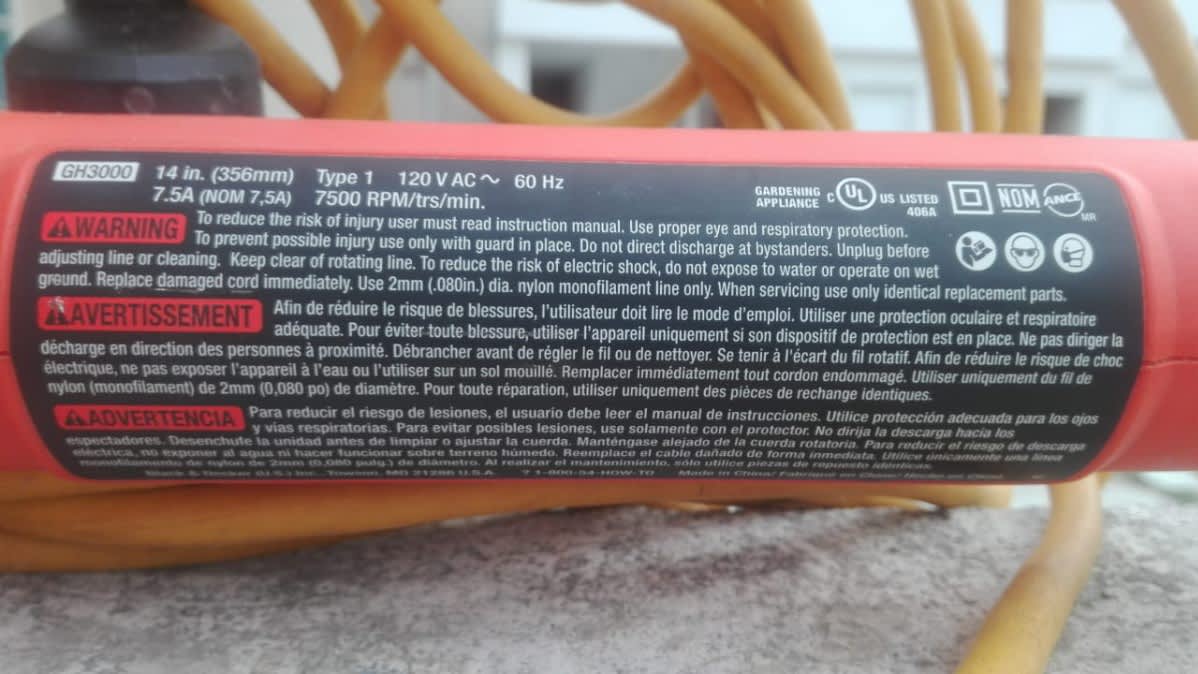 GH3000 14 in. (356mm) Type 1 120 V AC ~ 60 Hz
7.5A (NOM 7,5A) 7500 RPM/trs/min.
GARDENING APPLIANCE C UL US LISTED 406A NOM ANCE MR
WARNING To reduce the risk of injury user must read instruction manual. Use proper eye and respiratory protection.
To prevent possible injury use only with guard in place. Do not direct discharge at bystanders. Unplug before
adjusting line or cleaning. Keep clear of rotating line. To reduce the risk of electric shock, do not expose to water or operate on wet
ground. Replace damaged cord immediately. Use 2mm (.080in.) dia. nylon monofilament line only. When servicing use only identical replacement parts.
AVERTISSEMENT Afin de réduire le risque de blessures, l'utilisateur doit lire le mode d'emploi. Utiliser une protection oculaire et respiratoire
adéquate. Pour éviter toute blessure, utiliser l'appareil uniquement si son dispositif de protection est en place. Ne pas diriger la
décharge en direction des personnes à proximité. Débrancher avant de régler le fil ou de nettoyer. Se tenir à l'écart du fil rotatif. Afin de réduire le risque de choc
électrique, ne pas exposer l'appareil à l'eau ou l'utiliser sur un sol mouillé. Remplacer immédiatement tout cordon endommagé. Utiliser uniquement du fil de
nylon (monofilament) de 2mm (0,080 po) de diamètre. Pour toute réparation, utiliser uniquement des pièces de rechange identiques.
ADVERTENCIA Para reducir el riesgo de lesiones, el usuario debe leer el manual de instrucciones. Utilice protección adecuada para los ojos
y vias respiratorias. Para evitar posibles lesiones, use solamente con el protector. No dirija la descarga hacia los
espectadores. Desenchufe la unidad antes de limpiar o ajustar la cuerda. Manténgase alejado de la cuerda rotatoria. Para reducir el riesgo de descarga
eléctrica, no exponer al agua ni hacer funcionar sobre terreno húmedo. Reemplace el cable dañado de forma inmediata. Utilice únicamente una línea
monofilamento de nylon de 2mm (0,080 pulg.) de diámetro. Al realizar el mantenimiento, sólo utilice piezas de repuesto idénticas.